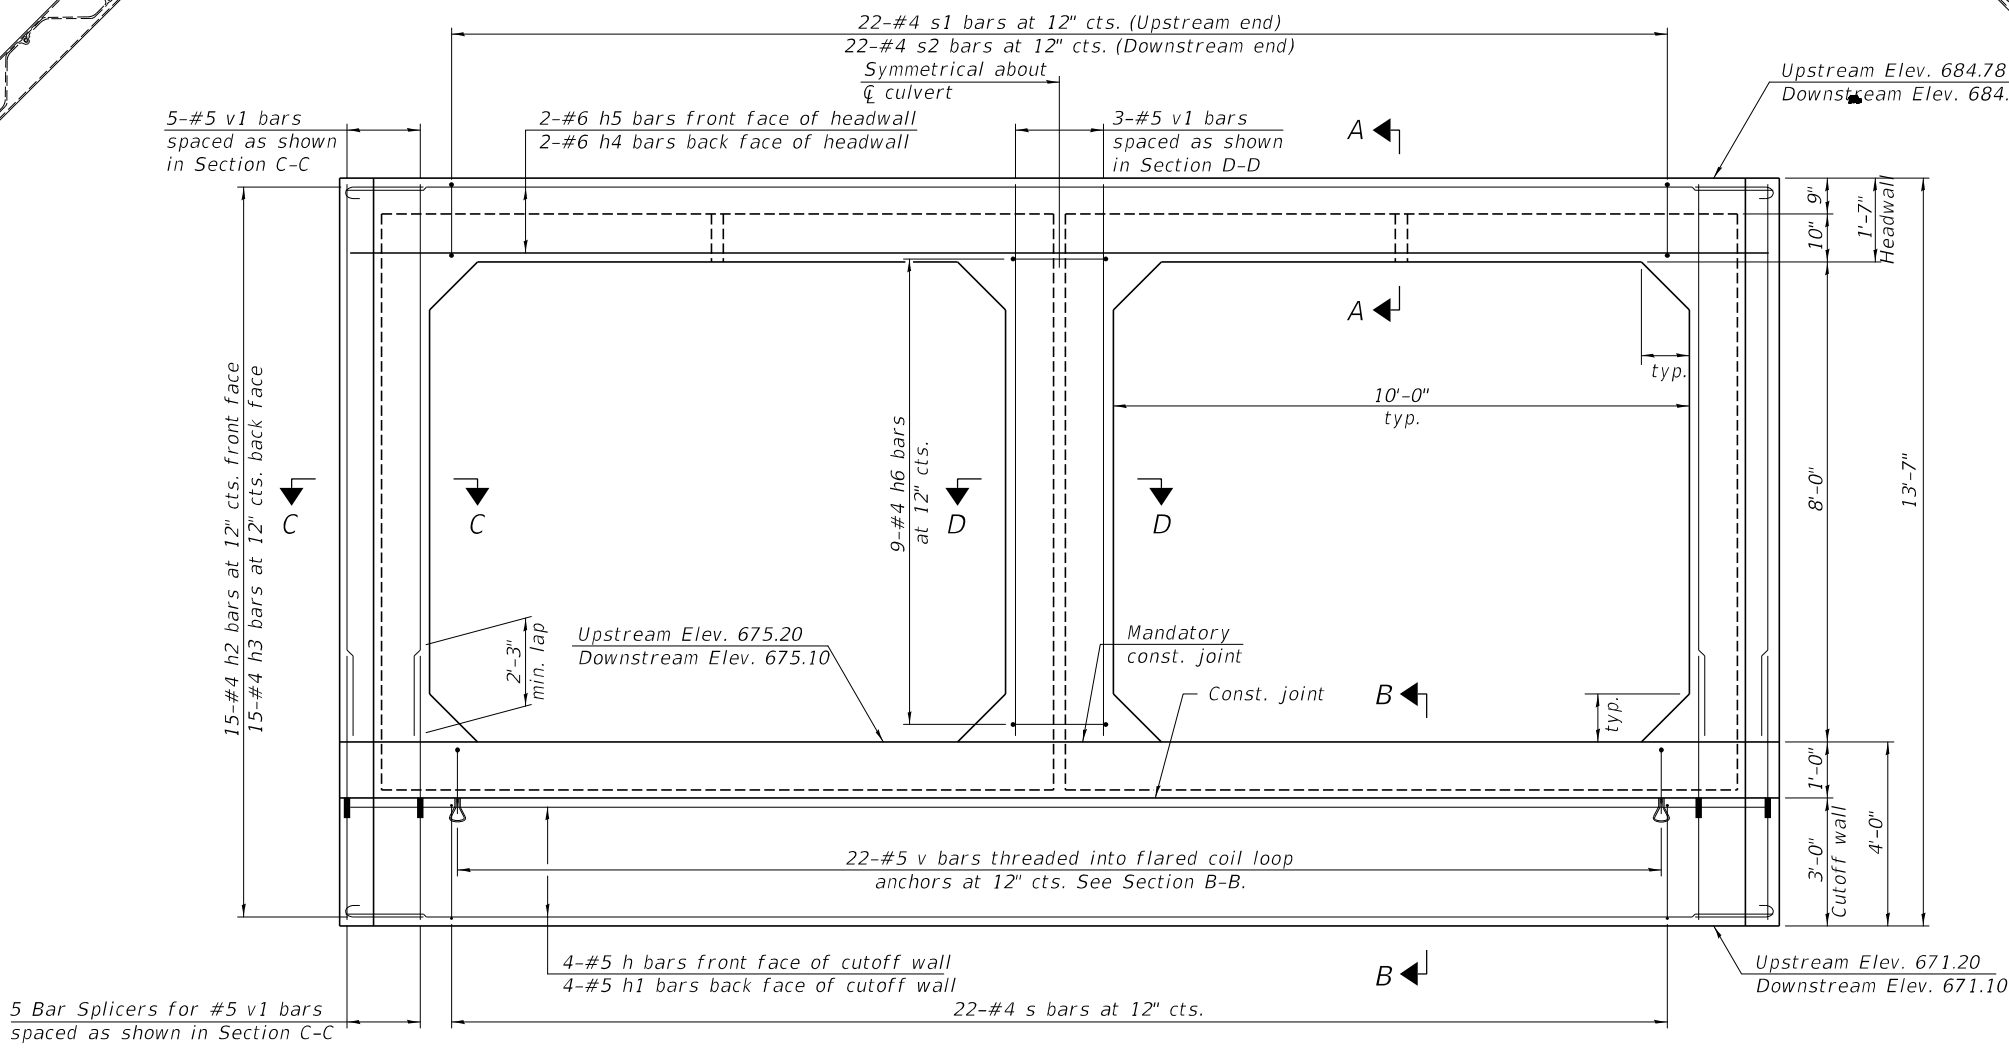 22-#4 s1 bars at 12" cts. (Upstream end)
22-#4 s2 bars at 12" cts. (Downstream end)
Symmetrical about
℄ culvert
Upstream Elev. 684.78
Downstream Elev. 684.
5-#5 v1 bars
spaced as shown
in Section C-C
2-#6 h5 bars front face of headwall
2-#6 h4 bars back face of headwall
3-#5 v1 bars
spaced as shown
in Section D-D
A
9"
10"
1'-7"
Headwall
A
typ.
10'-0"
typ.
15-#4 h2 bars at 12" cts. front face
15-#4 h3 bars at 12" cts. back face
9-#4 h6 bars
at 12" cts.
8'-0"
13'-7"
C
C
D
D
2'-3"
min. lap
Upstream Elev. 675.20
Downstream Elev. 675.10
Mandatory
const. joint
Const. joint
B
typ.
1'-0"
3'-0"
Cutoff wall
4'-0"
22-#5 v bars threaded into flared coil loop
anchors at 12" cts. See Section B-B.
4-#5 h bars front face of cutoff wall
4-#5 h1 bars back face of cutoff wall
B
Upstream Elev. 671.20
Downstream Elev. 671.10
5 Bar Splicers for #5 v1 bars
spaced as shown in Section C-C
22-#4 s bars at 12" cts.